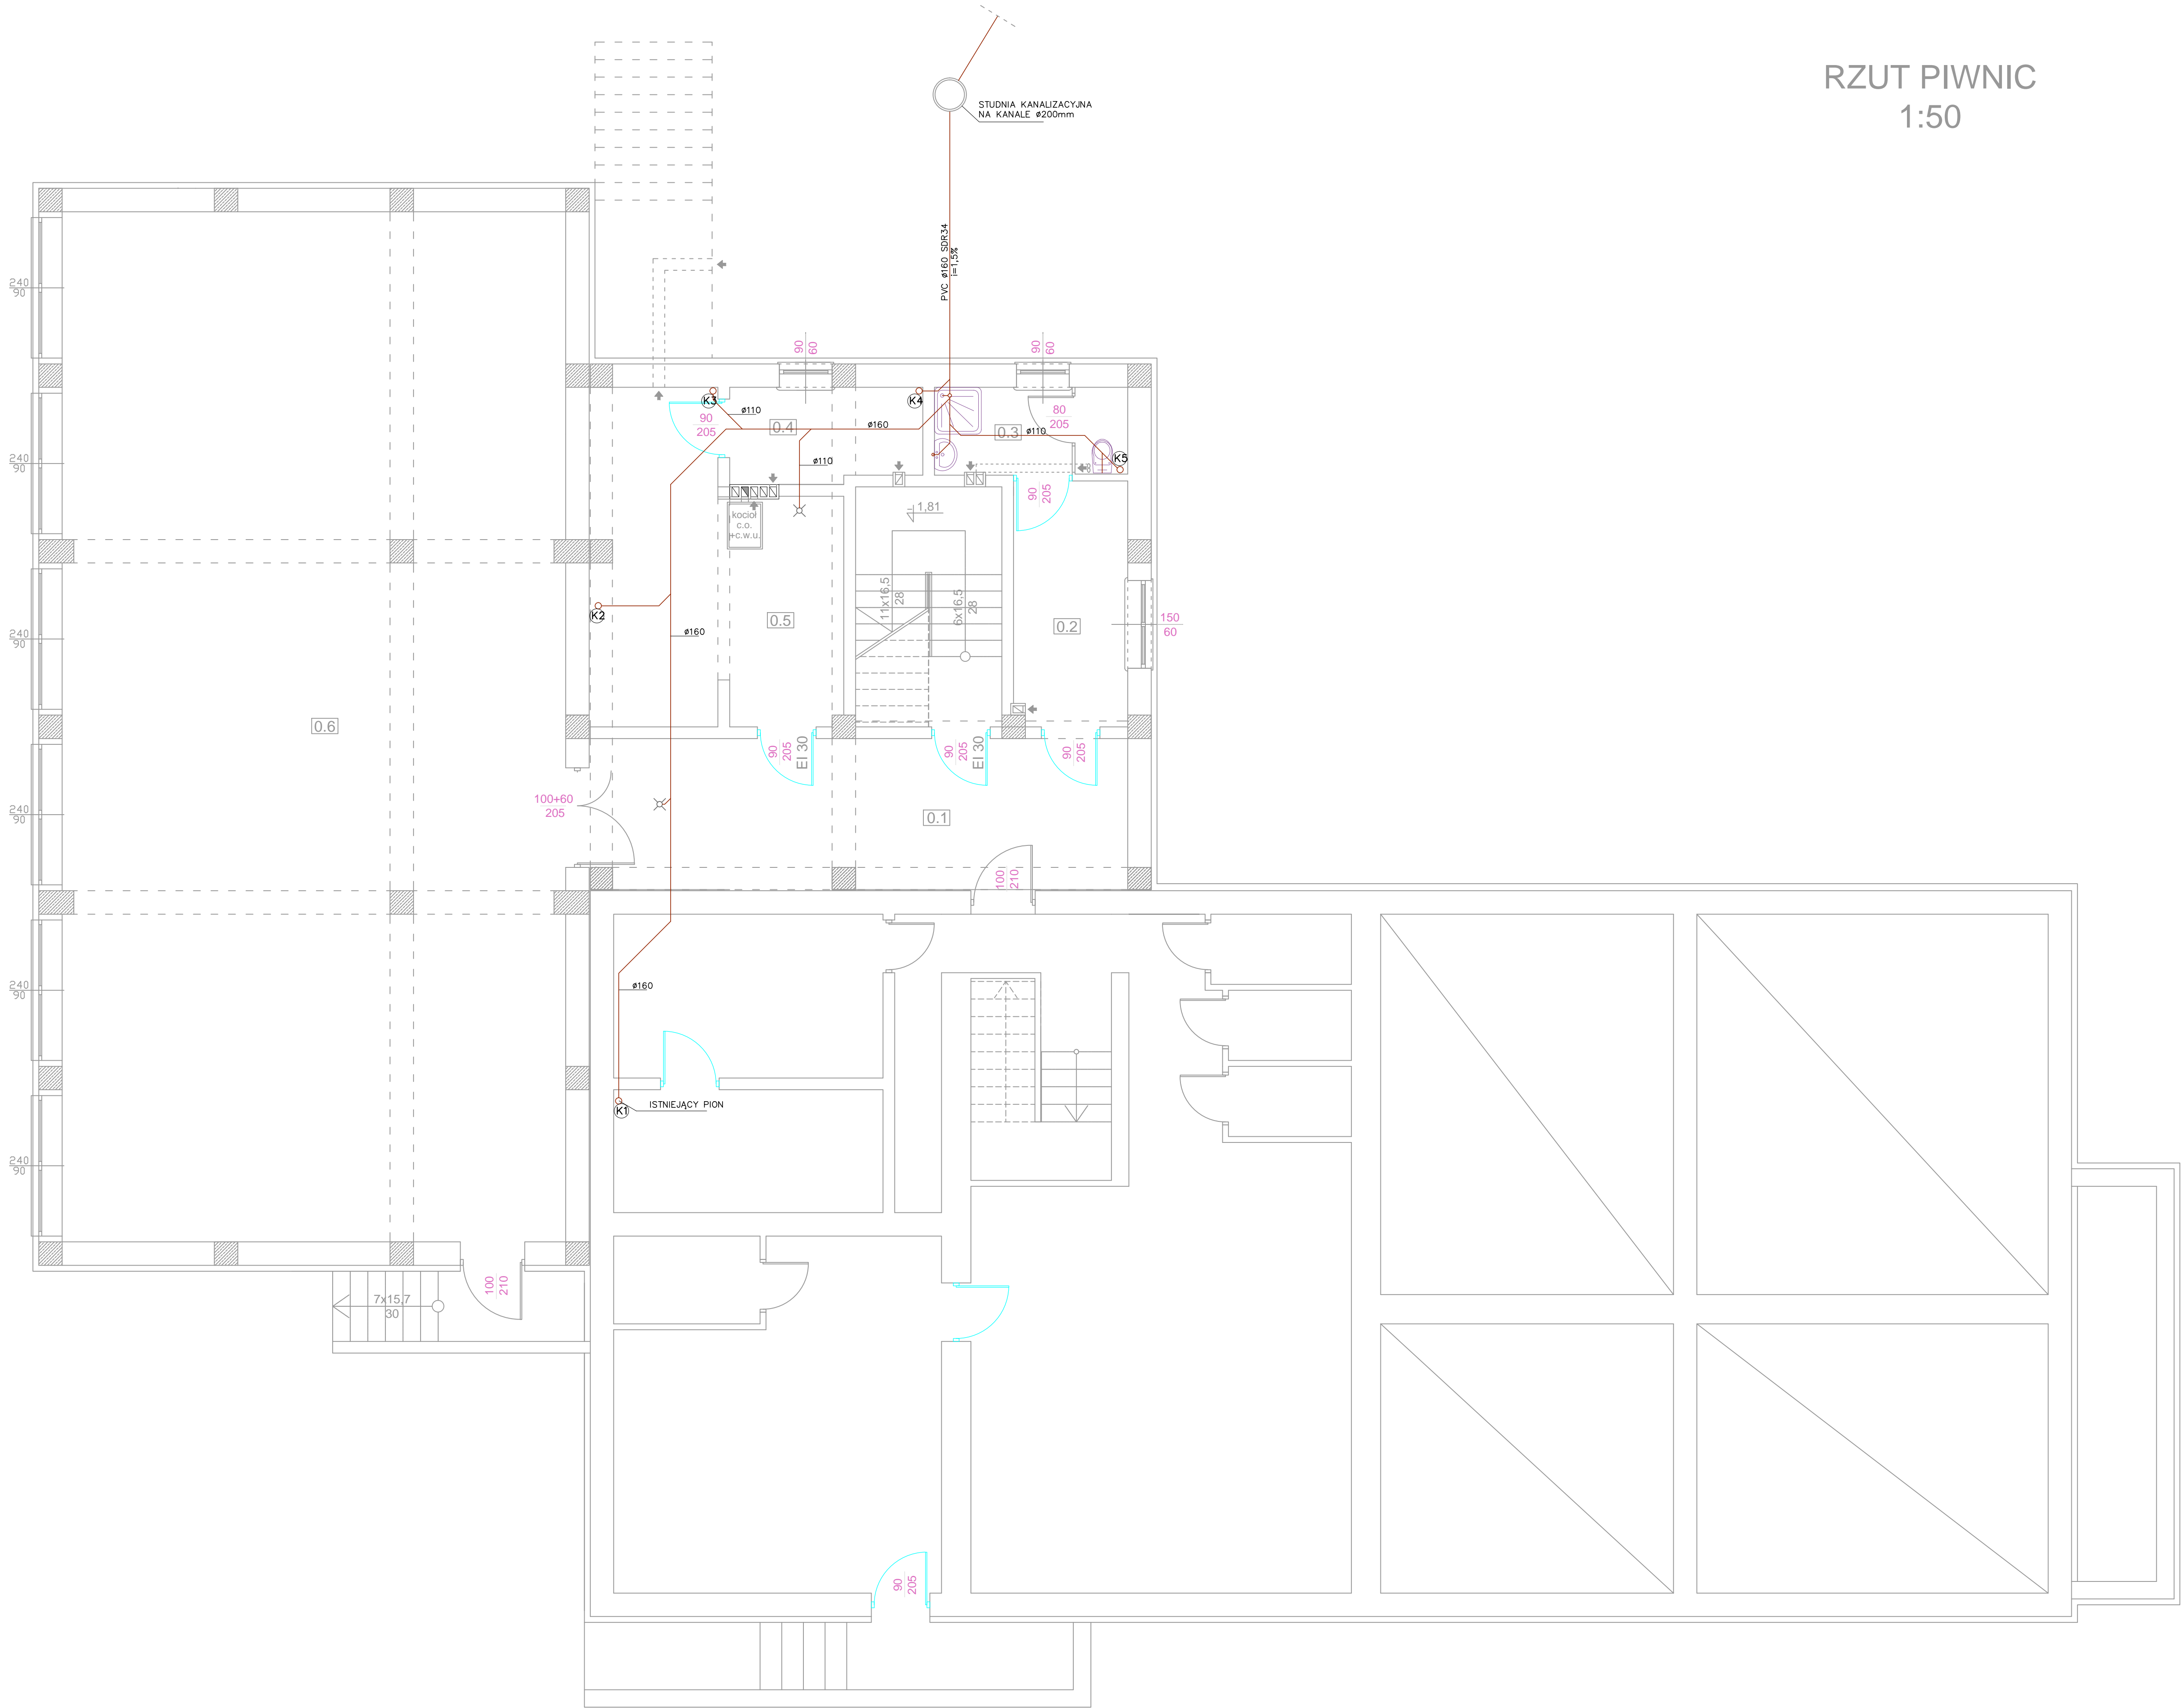 RZUT PIWNIC
1:50
STUDNIA KANALIZACYJNA
NA KANALE ø200mm
PVC ø160 SDR34
i=1,5%
240
90
90
60
90
60
K3
K4
ø110
90
205
0.4
ø160
80
205
0.3
ø110
K5
240
90
ø110
90
205
kocioł
c.o.
+c.w.u.
- 1,81
11x16,5
28
6x16,5
28
K2
0.5
0.2
150
60
240
90
ø160
0.6
90
205
EI 30
90
205
EI 30
90
205
100+60
205
240
90
0.1
100
210
240
90
ø160
K1
ISTNIEJĄCY PION
240
90
100
210
7x15,7
30
90
205